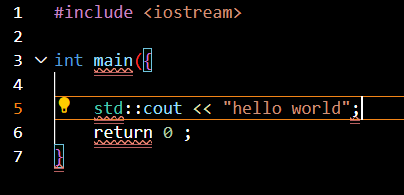 1 #include <iostream>
2
3 int main({
4
5 std::cout << "hello world";
6 return 0 ;
7 }